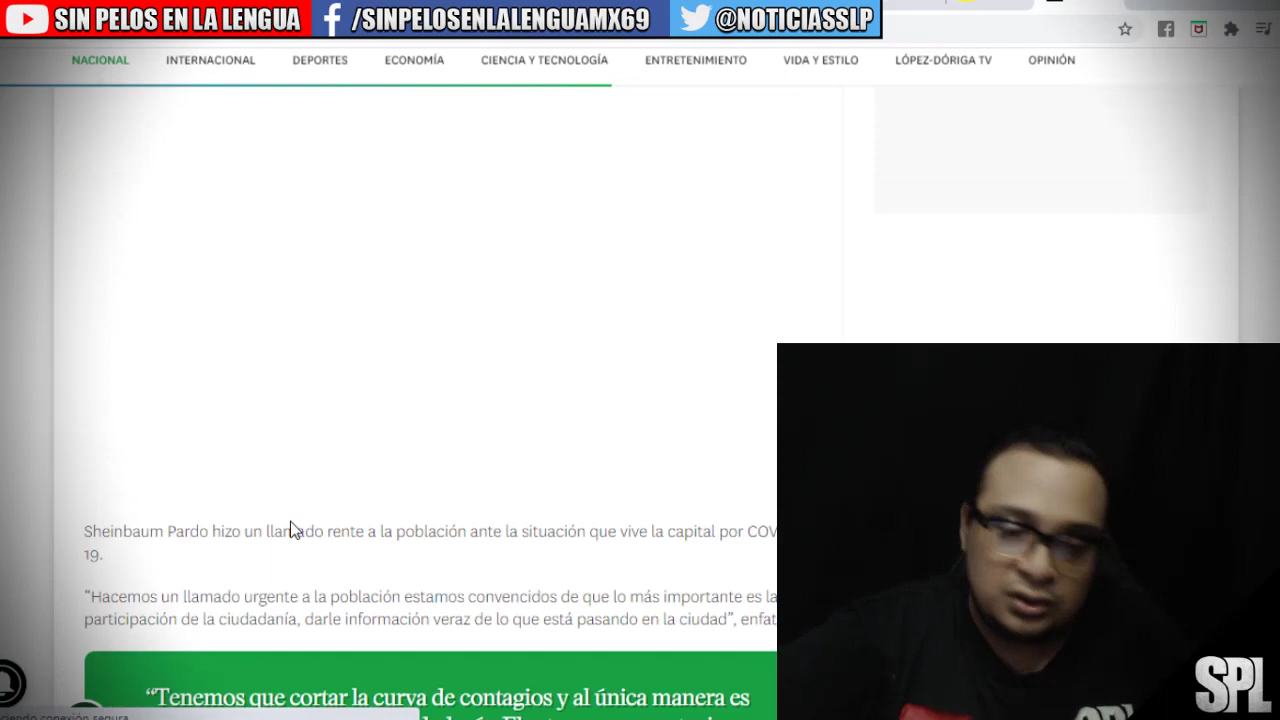 SIN PELOS EN LA LENGUA /SINPELOSENLALENGUAMX69 @NOTICIASSLP
NACIONAL INTERNACIONAL DEPORTES ECONOMÍA CIENCIA Y TECNOLOGÍA ENTRETENIMIENTO VIDA Y ESTILO LÓPEZ-DÓRIGA TV OPINIÓN
Sheinbaum Pardo hizo un llamado rente a la población ante la situación que vive la capital por COV
19.
“Hacemos un llamado urgente a la población estamos convencidos de que lo más importante es la
participación de la ciudadanía, darle información veraz de lo que está pasando en la ciudad”, enfat
“Tenemos que cortar la curva de contagios y al única manera es
SPL